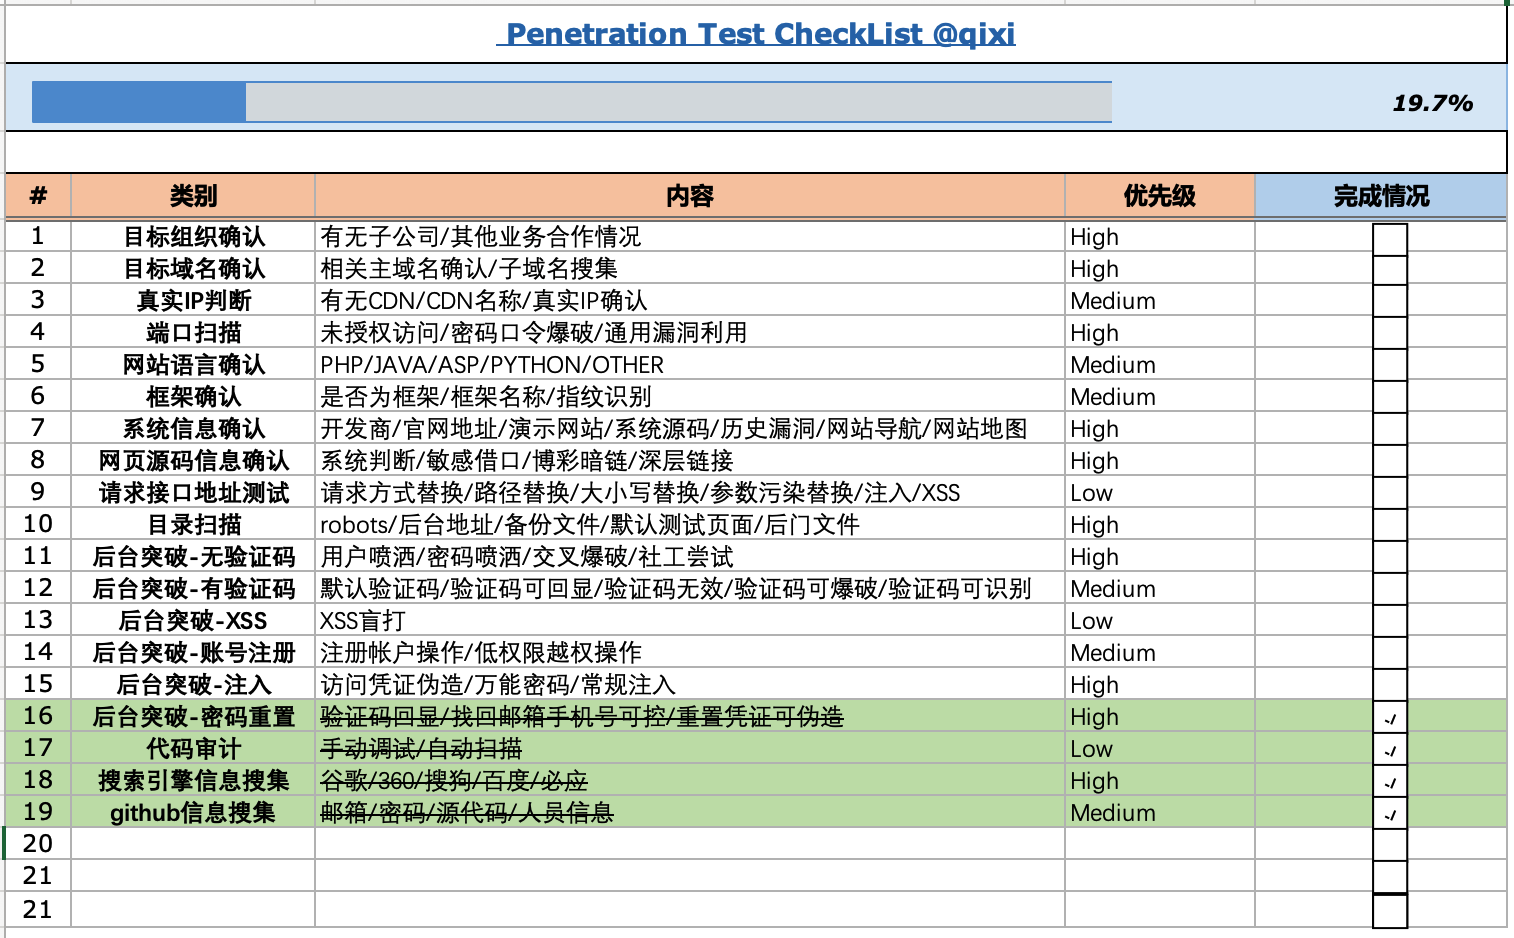 Penetration Test CheckList @qixi
19.7%
# 类别 内容 优先级 完成情况
1 目标组织确认 有无子公司/其他业务合作情况 High
2 目标域名确认 相关主域名确认/子域名搜集 High
3 真实IP判断 有无CDN/CDN名称/真实IP确认 Medium
4 端口扫描 未授权访问/密码口令爆破/通用漏洞利用 High
5 网站语言确认 PHP/JAVA/ASP/PYTHON/OTHER Medium
6 框架确认 是否为框架/框架名称/指纹识别 Medium
7 系统信息确认 开发商/官网地址/演示网站/系统源码/历史漏洞/网站导航/网站地图 High
8 网页源码信息确认 系统判断/敏感借口/博彩暗链/深层链接 High
9 请求接口地址测试 请求方式替换/路径替换/大小写替换/参数污染替换/注入/XSS Low
10 目录扫描 robots/后台地址/备份文件/默认测试页面/后门文件 High
11 后台突破-无验证码 用户喷洒/密码喷洒/交叉爆破/社工尝试 High
12 后台突破-有验证码 默认验证码/验证码可回显/验证码无效/验证码可爆破/验证码可识别 Medium
13 后台突破-XSS XSS盲打 Low
14 后台突破-账号注册 注册帐户操作/低权限越权操作 Medium
15 后台突破-注入 访问凭证伪造/万能密码/常规注入 High
16 后台突破-密码重置 验证码回显/找回邮箱手机号可控/重置凭证可伪造 High ✓
17 代码审计 手动调试/自动扫描 Low ✓
18 搜索引擎信息搜集 谷歌/360/搜狗/百度/必应 High ✓
19 github信息搜集 邮箱/密码/源代码/人员信息 Medium ✓
20
21
21